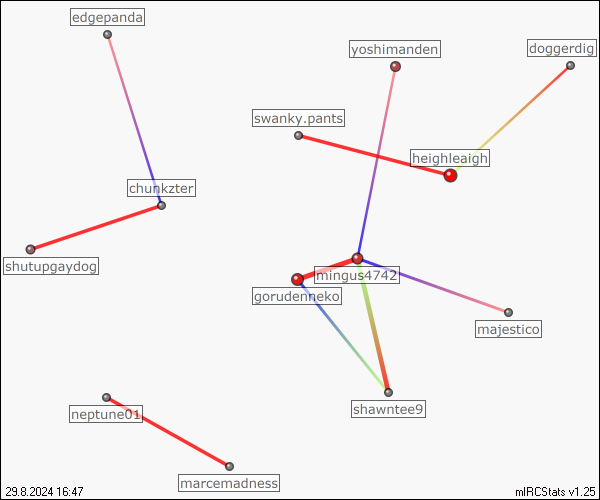 edgepanda
yoshimanden
doggerdig
swanky.pants
heighleaigh
chunkzter
shutupgaydog
mingus4742
gorudenneko
majestico
neptune01
shawntee9
marcemadness
29.8.2024 16:47
mIRCStats v1.25